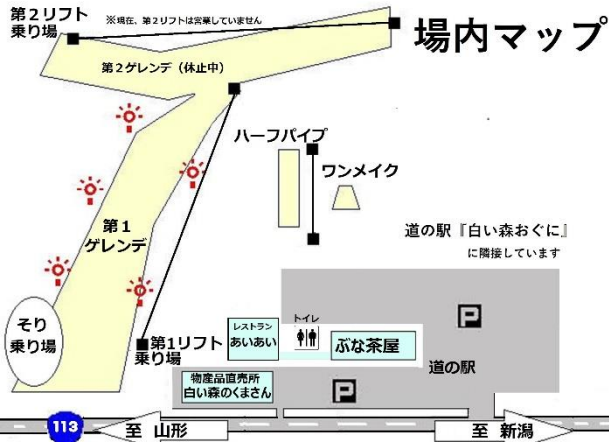 第2リフト
乗り場
※現在、第2リフトは営業していません
場内マップ
第2ゲレンデ（休止中）
ハーフパイプ
ワンメイク
第1
ゲレンデ
道の駅『白い森おぐに』
に隣接しています
そり
乗り場
第1リフト
乗り場
レストラン
あいあい
トイレ
ぶな茶屋
P
道の駅
物産品直売所
白い森のくまさん
P
113
至 山形
至 新潟